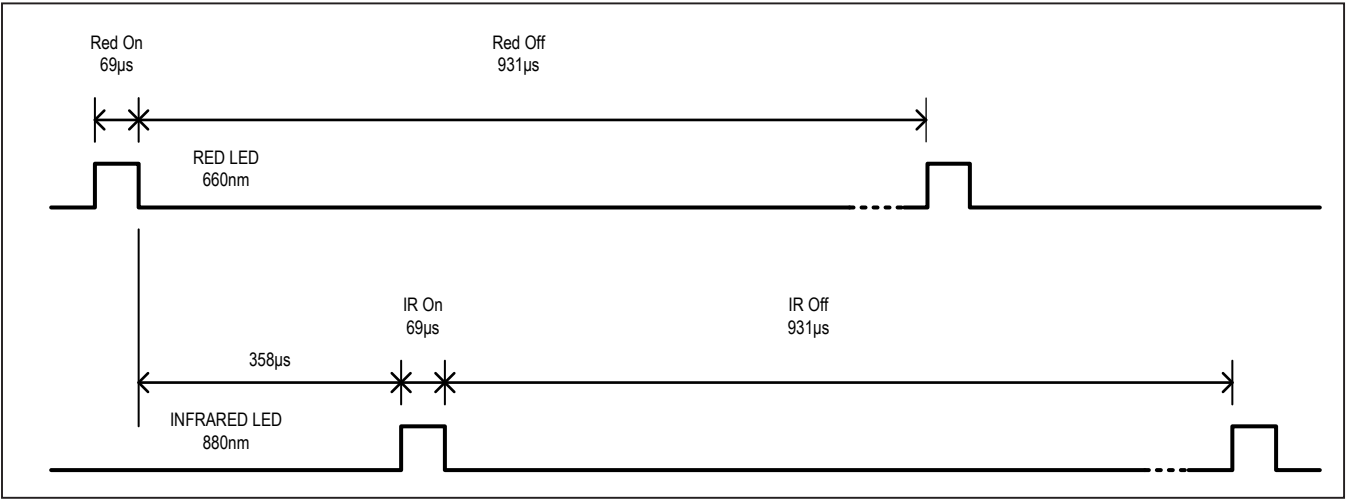 Red On
69µs
Red Off
931µs
RED LED
660nm
IR On
69µs
IR Off
931µs
358µs
INFRARED LED
880nm